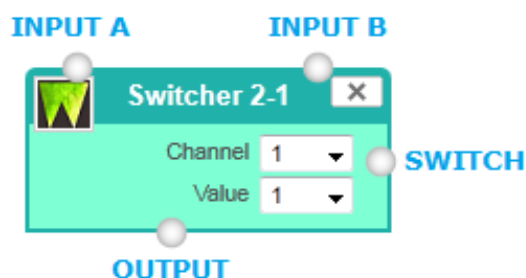 INPUT A INPUT B
Switcher 2-1
Channel 1
SWITCH
Value 1
OUTPUT